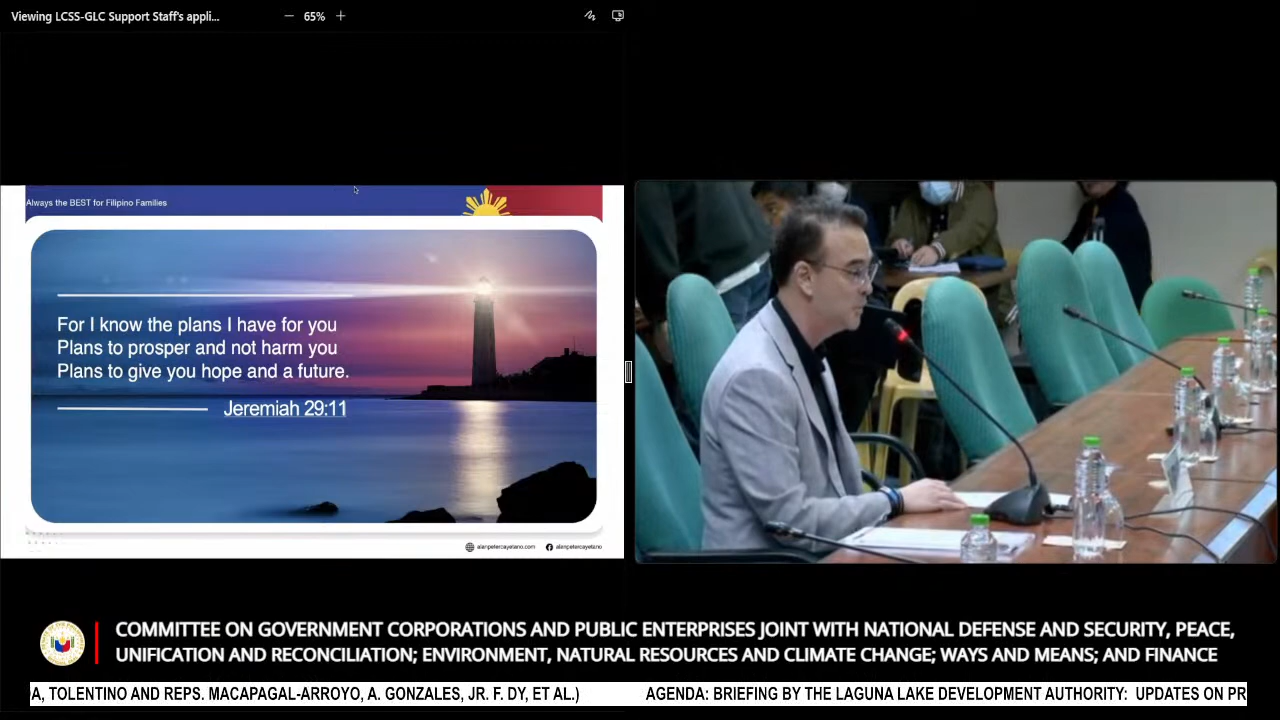 Viewing LCSS-GLC Support Staff's appli...
65%
Always the BEST for Filipino Families
For I know the plans I have for you
Plans to prosper and not harm you
Plans to give you hope and a future.
Jeremiah 29:11
alanpetercayetano.com
alanpetercayetano
COMMITTEE ON GOVERNMENT CORPORATIONS AND PUBLIC ENTERPRISES JOINT WITH NATIONAL DEFENSE AND SECURITY, PEACE,
UNIFICATION AND RECONCILIATION; ENVIRONMENT, NATURAL RESOURCES AND CLIMATE CHANGE; WAYS AND MEANS; AND FINANCE
A, TOLENTINO AND REPS. MACAPAGAL-ARROYO, A. GONZALES, JR. F. DY, ET AL.) AGENDA: BRIEFING BY THE LAGUNA LAKE DEVELOPMENT AUTHORITY: UPDATES ON PR